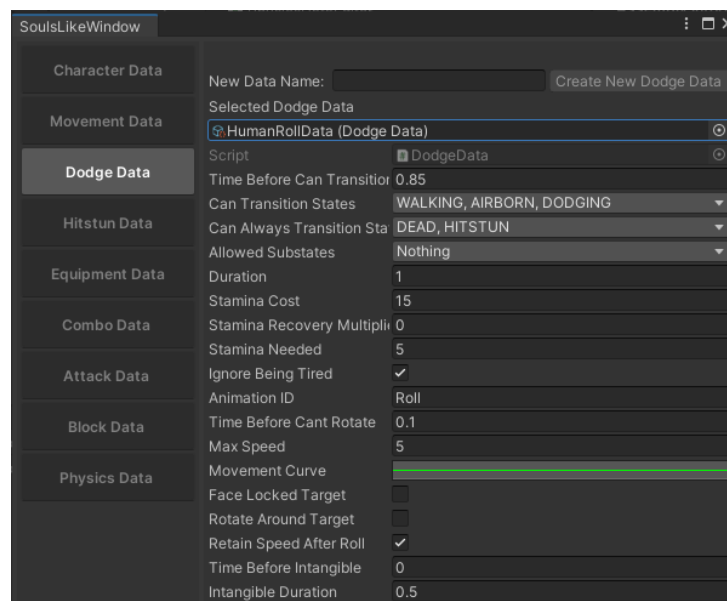 SoulsLikeWindow
Character Data
Movement Data
Dodge Data
Hitstun Data
Equipment Data
Combo Data
Attack Data
Block Data
Physics Data
New Data Name: Create New Dodge Data
Selected Dodge Data
HumanRollData (Dodge Data)
Script DodgeData
Time Before Can Transition 0.85
Can Transition States WALKING, AIRBORN, DODGING
Can Always Transition Sta DEAD, HITSTUN
Allowed Substates Nothing
Duration 1
Stamina Cost 15
Stamina Recovery Multipli 0
Stamina Needed 5
Ignore Being Tired
Animation ID Roll
Time Before Cant Rotate 0.1
Max Speed 5
Movement Curve
Face Locked Target
Rotate Around Target
Retain Speed After Roll
Time Before Intangible 0
Intangible Duration 0.5